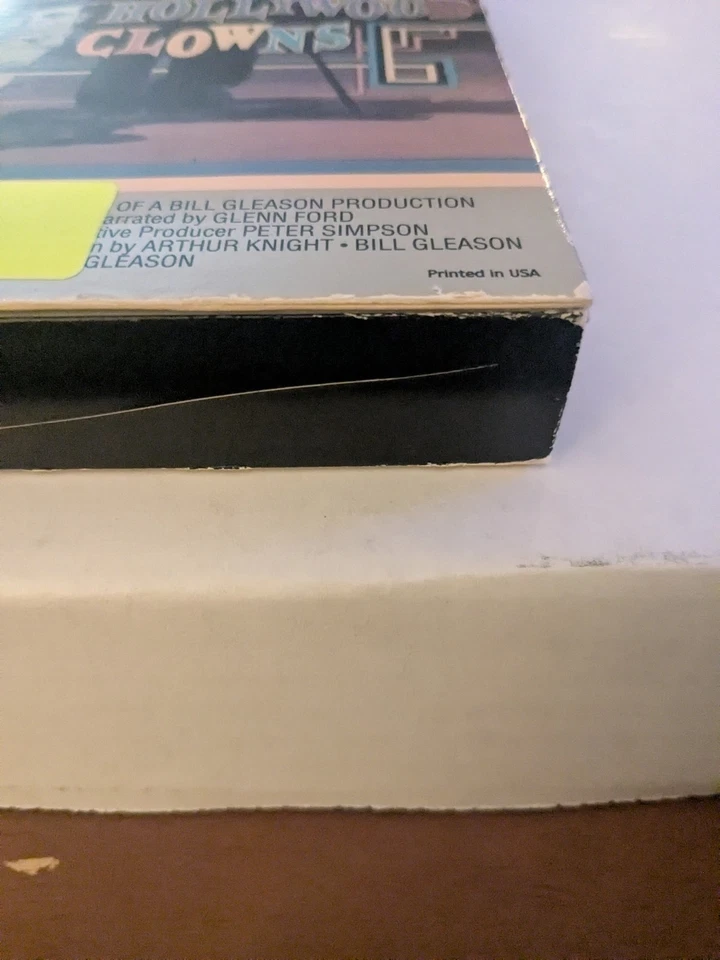 HOLLYWOOD
CLOWNS
OF A BILL GLEASON PRODUCTION
arrated by GLENN FORD
tive Producer PETER SIMPSON
n by ARTHUR KNIGHT • BILL GLEASON
GLEASON
Printed in USA